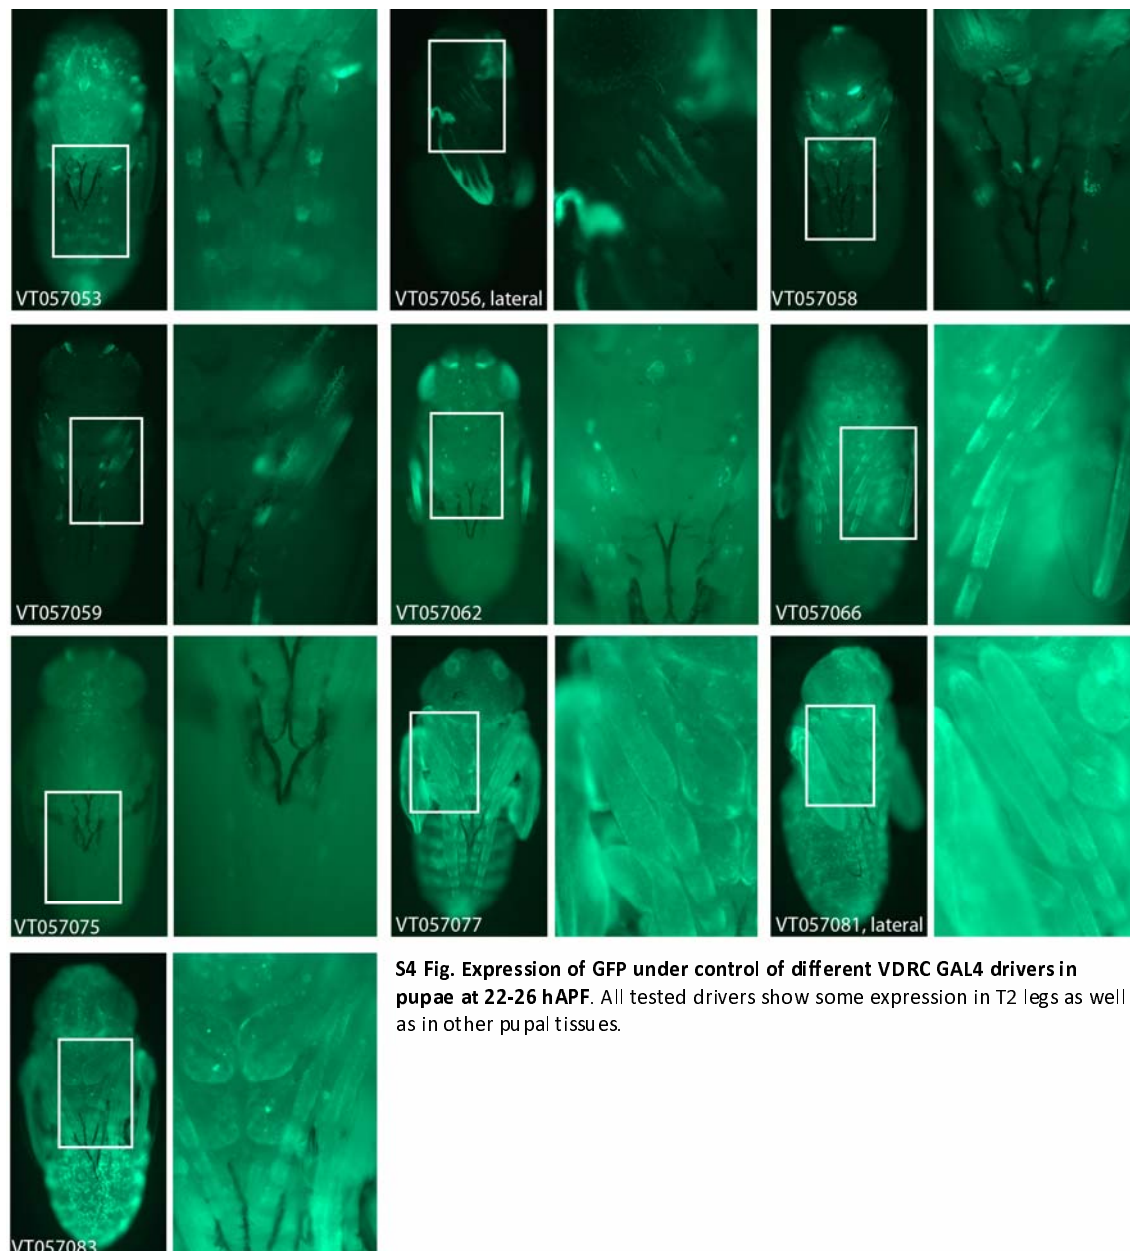 VT057053
VT057056, lateral
VT057058
VT057059
VT057062
VT057066
VT057075
VT057077
VT057081, lateral
S4 Fig. Expression of GFP under control of different VDRC GAL4 drivers in
pupae at 22-26 hAPF. All tested drivers show some expression in T2 legs as well
as in other pupal tissues.
VT057083